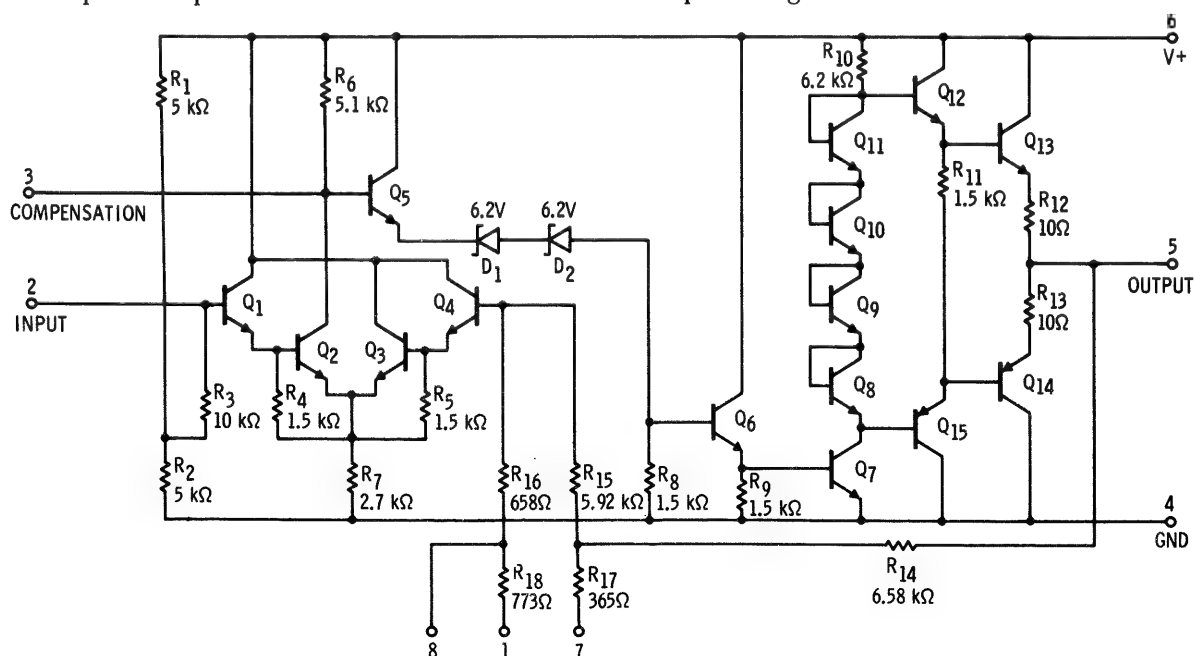 6
V+
R1
5 kΩ
R6
5.1 kΩ
R10
6.2 kΩ
Q12
Q11
Q13
3
COMPENSATION
Q5
6.2V
6.2V
D1
D2
R11
1.5 kΩ
R12
10Ω
Q10
5
OUTPUT
2
INPUT
Q1
Q4
Q9
R13
10Ω
Q2
Q3
R3
10 kΩ
R4
1.5 kΩ
R5
1.5 kΩ
Q8
Q14
Q6
Q15
R2
5 kΩ
R7
2.7 kΩ
R16
658Ω
R15
5.92 kΩ
R8
1.5 kΩ
R9
1.5 kΩ
Q7
4
GND
R18
773Ω
R17
365Ω
R14
6.58 kΩ
8
1
7